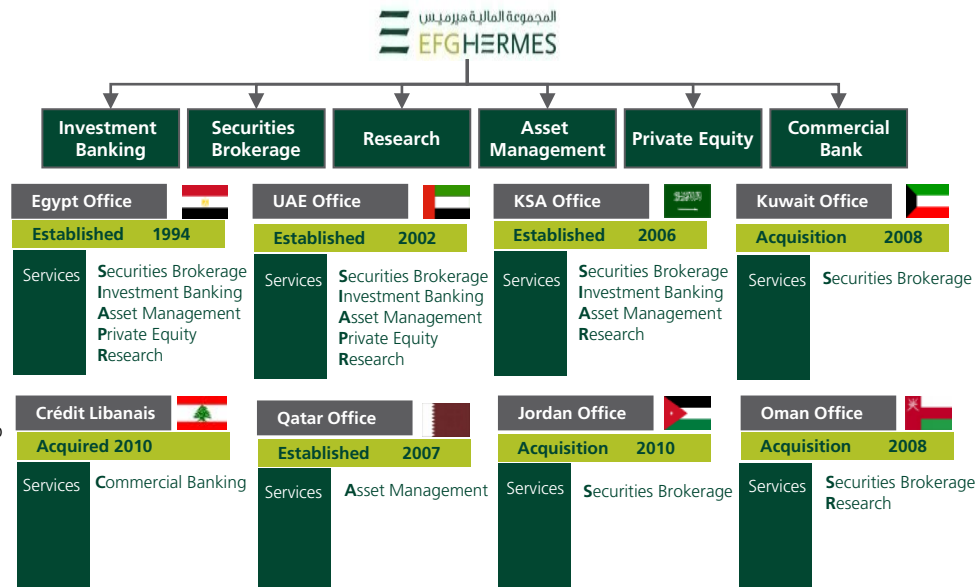 المجموعة المالية هيرميس
EFGHERMES
Investment
Banking
Securities
Brokerage
Research
Asset
Management
Private Equity
Commercial
Bank
Egypt Office
Established 1994
Services
Securities Brokerage
Investment Banking
Asset Management
Private Equity
Research
UAE Office
Established 2002
Services
Securities Brokerage
Investment Banking
Asset Management
Private Equity
Research
KSA Office
Established 2006
Services
Securities Brokerage
Investment Banking
Asset Management
Research
Kuwait Office
Acquisition 2008
Services
Securities Brokerage
Crédit Libanais
Acquired 2010
Services
Commercial Banking
Qatar Office
Established 2007
Services
Asset Management
Jordan Office
Acquisition 2010
Services
Securities Brokerage
Oman Office
Acquisition 2008
Services
Securities Brokerage
Research